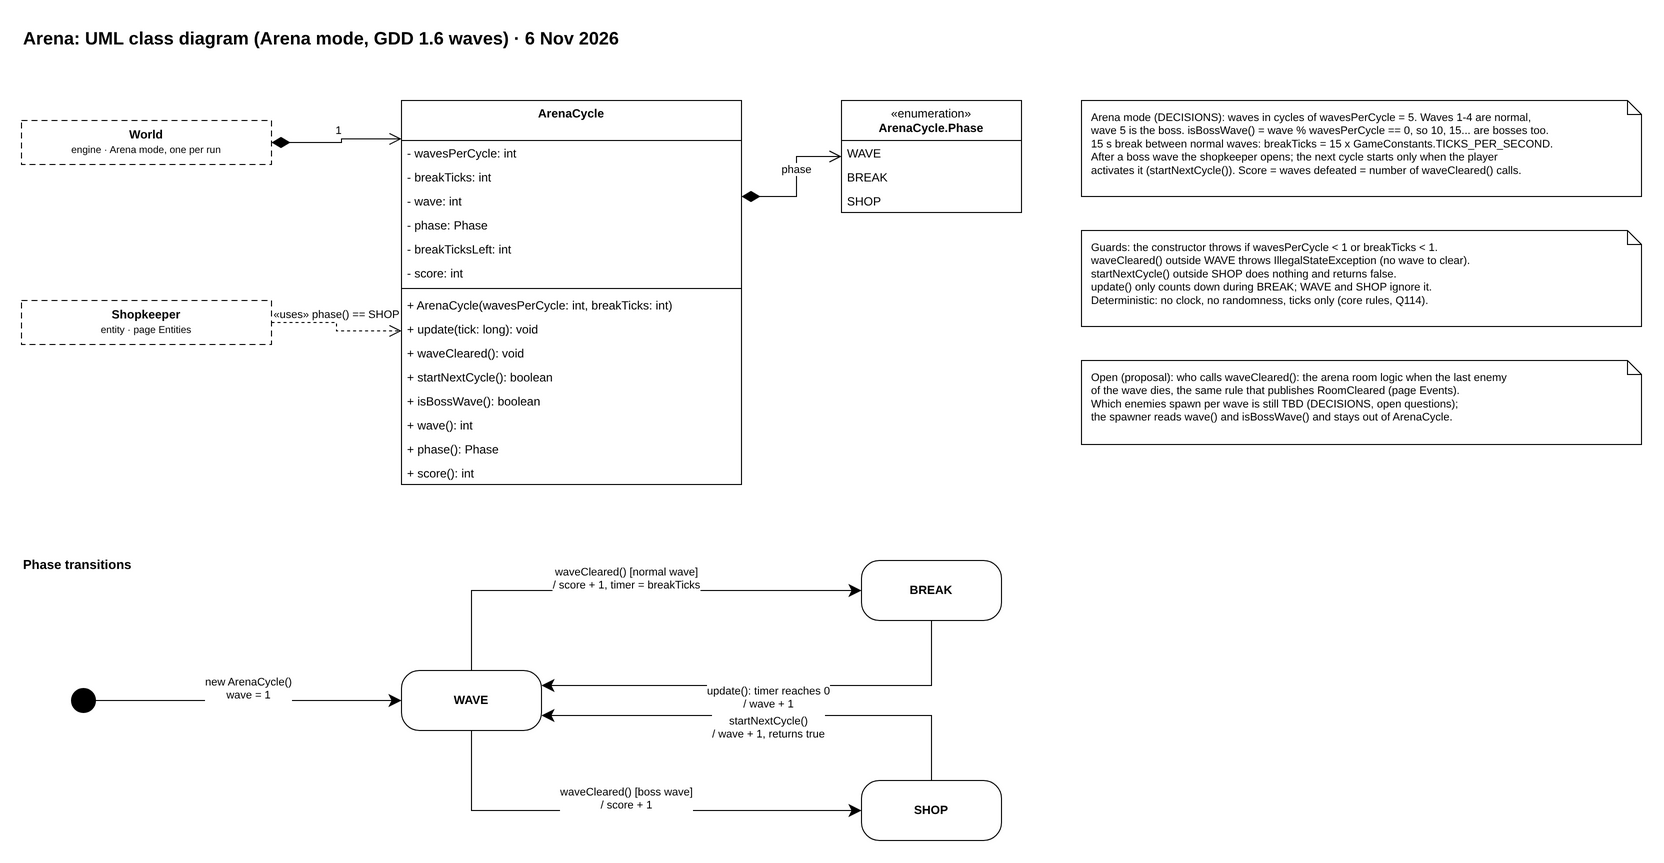 Arena: UML class diagram (Arena mode, GDD 1.6 waves) · 6 Nov 2026
World
engine · Arena mode, one per run
1
ArenaCycle
- wavesPerCycle: int
- breakTicks: int
- wave: int
- phase: Phase
- breakTicksLeft: int
- score: int
+ ArenaCycle(wavesPerCycle: int, breakTicks: int)
+ update(tick: long): void
+ waveCleared(): void
+ startNextCycle(): boolean
+ isBossWave(): boolean
+ wave(): int
+ phase(): Phase
+ score(): int
Shopkeeper
entity · page Entities
«uses» phase() == SHOP
phase
«enumeration»
ArenaCycle.Phase
WAVE
BREAK
SHOP
Arena mode (DECISIONS): waves in cycles of wavesPerCycle = 5. Waves 1-4 are normal,
wave 5 is the boss. isBossWave() = wave % wavesPerCycle == 0, so 10, 15... are bosses too.
15 s break between normal waves: breakTicks = 15 x GameConstants.TICKS_PER_SECOND.
After a boss wave the shopkeeper opens; the next cycle starts only when the player
activates it (startNextCycle()). Score = waves defeated = number of waveCleared() calls.
Guards: the constructor throws if wavesPerCycle < 1 or breakTicks < 1.
waveCleared() outside WAVE throws IllegalStateException (no wave to clear).
startNextCycle() outside SHOP does nothing and returns false.
update() only counts down during BREAK; WAVE and SHOP ignore it.
Deterministic: no clock, no randomness, ticks only (core rules, Q114).
Open (proposal): who calls waveCleared(): the arena room logic when the last enemy
of the wave dies, the same rule that publishes RoomCleared (page Events).
Which enemies spawn per wave is still TBD (DECISIONS, open questions);
the spawner reads wave() and isBossWave() and stays out of ArenaCycle.
Phase transitions
waveCleared() [normal wave]
/ score + 1, timer = breakTicks
BREAK
new ArenaCycle()
wave = 1
WAVE
update(): timer reaches 0
/ wave + 1
startNextCycle()
/ wave + 1, returns true
waveCleared() [boss wave]
/ score + 1
SHOP